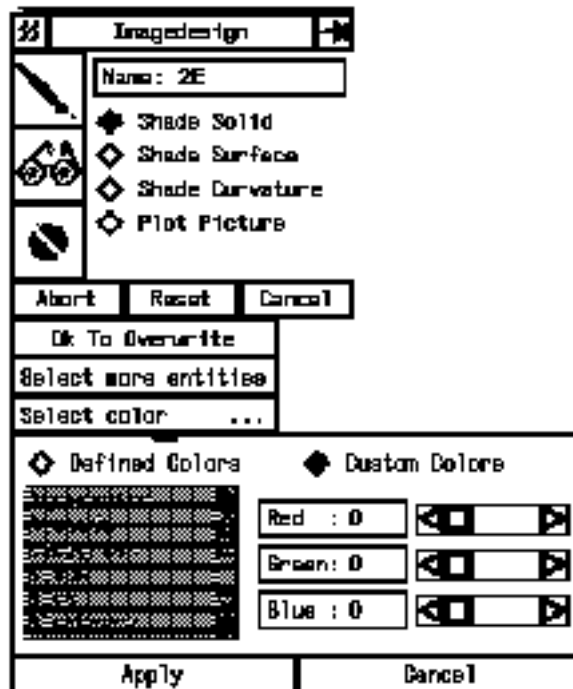 Imagedesign
Name: 2E
Shade Solid
Shade Surface
Shade Curvature
Plot Picture
Abort Reset Cancel
Ok To Overwrite
Select more entities
Select color ...
Defined Colors Custom Colors
Red : 0
Green: 0
Blue : 0
Apply Cancel